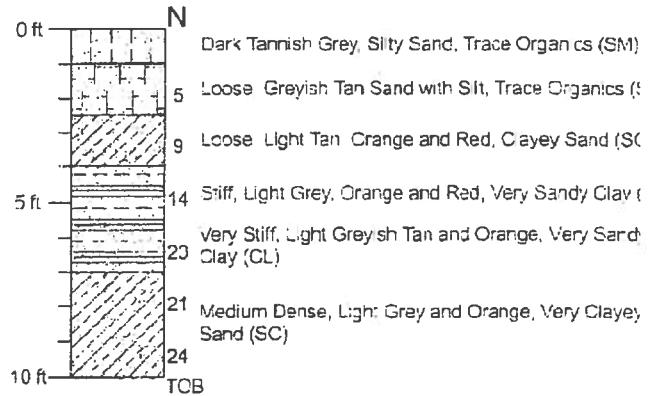 N
0 ft
Dark Tannish Grey, Silty Sand, Trace Organics (SM)
5 Loose Greyish Tan Sand with Silt, Trace Organics (S
9 Loose Light Tan Orange and Red, Clayey Sand (SC
14 Stiff, Light Grey, Orange and Red, Very Sandy Clay (
5 ft
Very Stiff, Light Greyish Tan and Orange, Very Sandy
23 Clay (CL)
21 Medium Dense, Light Grey and Orange, Very Clayey
Sand (SC)
24
10 ft
TOB